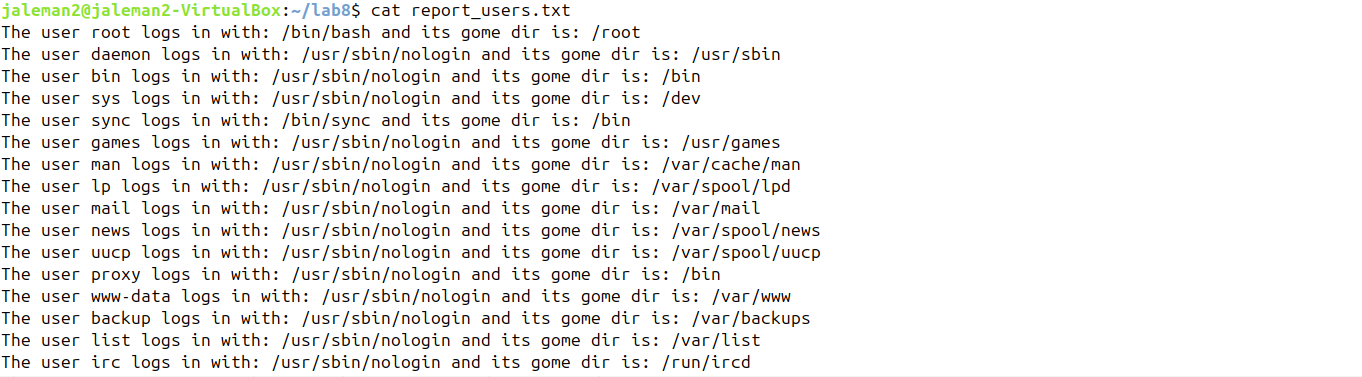 jaleman2@jaleman2-VirtualBox:~/lab8$ cat report_users.txt
The user root logs in with: /bin/bash and its gome dir is: /root
The user daemon logs in with: /usr/sbin/nologin and its gome dir is: /usr/sbin
The user bin logs in with: /usr/sbin/nologin and its gome dir is: /bin
The user sys logs in with: /usr/sbin/nologin and its gome dir is: /dev
The user sync logs in with: /bin/sync and its gome dir is: /bin
The user games logs in with: /usr/sbin/nologin and its gome dir is: /usr/games
The user man logs in with: /usr/sbin/nologin and its gome dir is: /var/cache/man
The user lp logs in with: /usr/sbin/nologin and its gome dir is: /var/spool/lpd
The user mail logs in with: /usr/sbin/nologin and its gome dir is: /var/mail
The user news logs in with: /usr/sbin/nologin and its gome dir is: /var/spool/news
The user uucp logs in with: /usr/sbin/nologin and its gome dir is: /var/spool/uucp
The user proxy logs in with: /usr/sbin/nologin and its gome dir is: /bin
The user www-data logs in with: /usr/sbin/nologin and its gome dir is: /var/www
The user backup logs in with: /usr/sbin/nologin and its gome dir is: /var/backups
The user list logs in with: /usr/sbin/nologin and its gome dir is: /var/list
The user irc logs in with: /usr/sbin/nologin and its gome dir is: /run/ircd